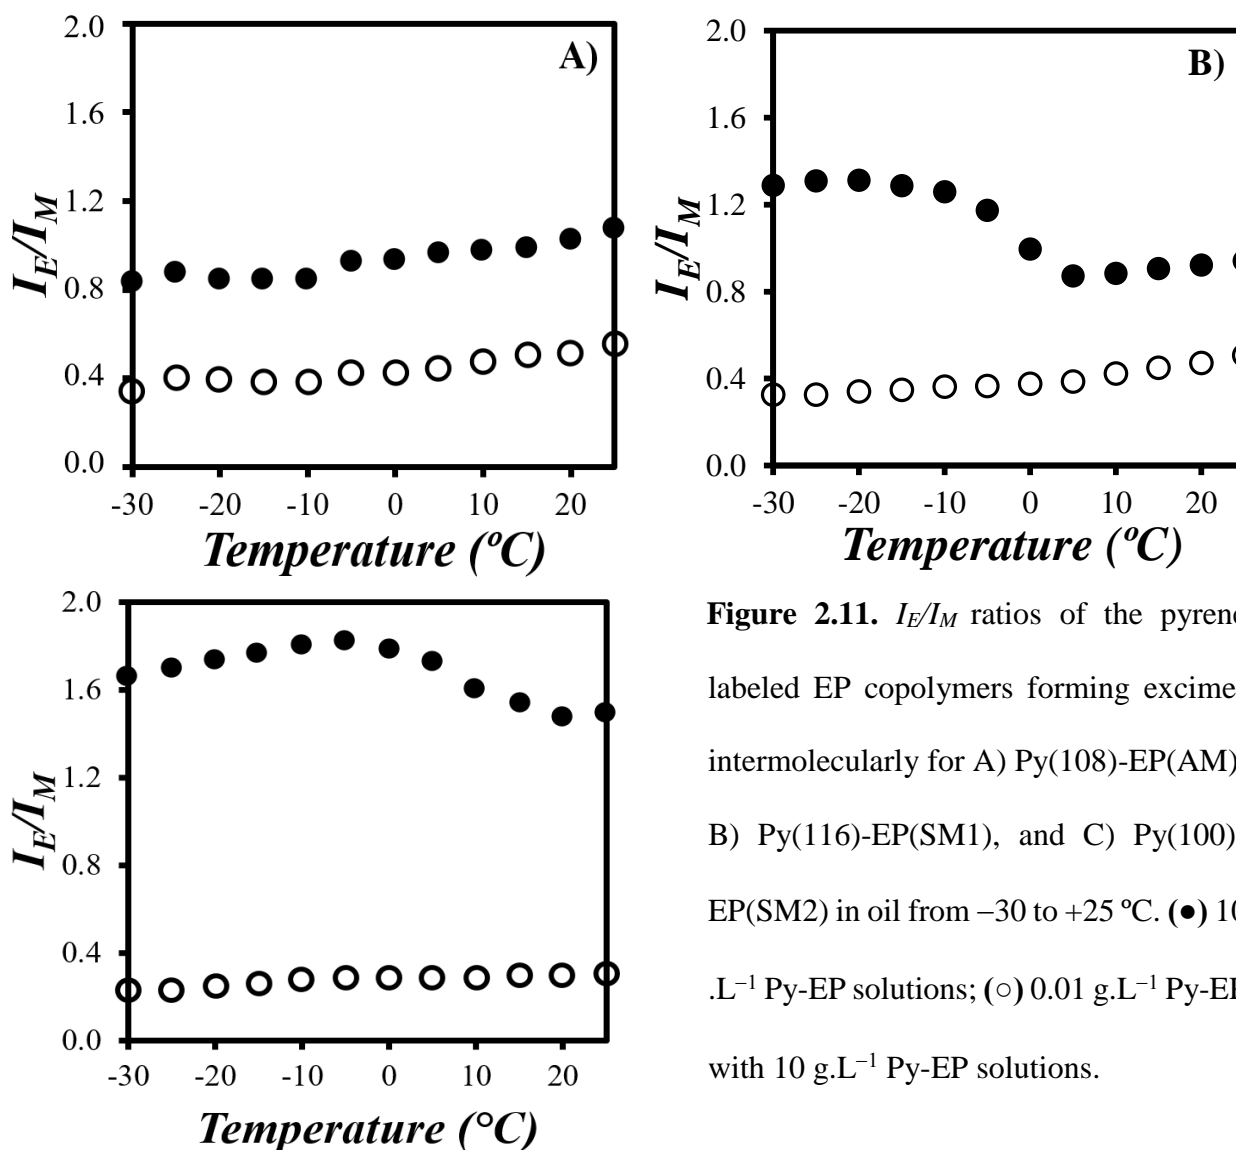 2.0
1.6
1.2
0.8
0.4
0.0
I_E/I_M
A)
-30 -20 -10 0 10 20
Temperature (ºC)
2.0
1.6
1.2
0.8
0.4
0.0
I_E/I_M
B)
-30 -20 -10 0 10 20
Temperature (ºC)
2.0
1.6
1.2
0.8
0.4
0.0
I_E/I_M
-30 -20 -10 0 10 20
Temperature (°C)
Figure 2.11. I_E/I_M ratios of the pyrene
labeled EP copolymers forming excime
intermolecularly for A) Py(108)-EP(AM)
B) Py(116)-EP(SM1), and C) Py(100)
EP(SM2) in oil from −30 to +25 ºC. (●) 10
.L⁻¹ Py-EP solutions; (○) 0.01 g.L⁻¹ Py-EP
with 10 g.L⁻¹ Py-EP solutions.